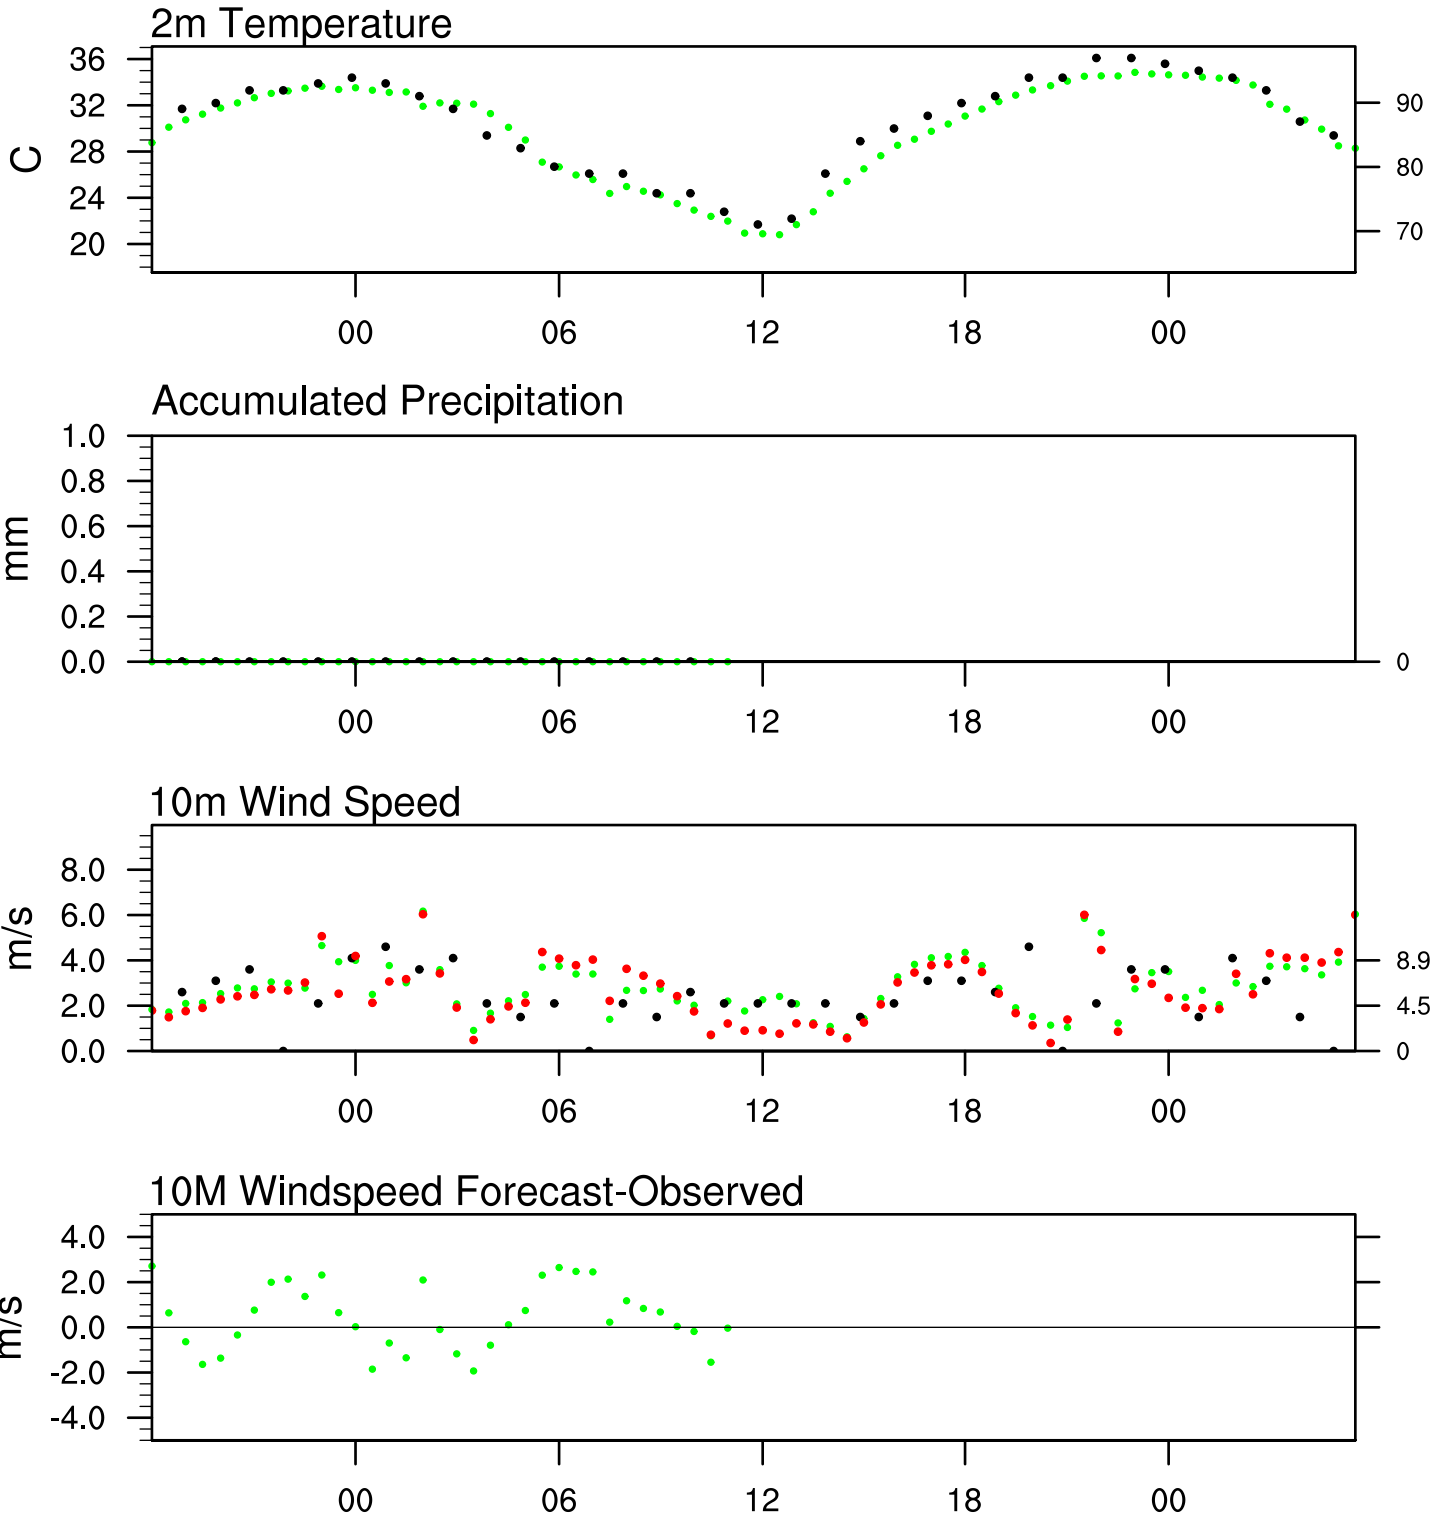 2m Temperature
36
32
28
24
20
C
90
80
70
00 06 12 18 00
Accumulated Precipitation
1.0
0.8
0.6
0.4
0.2
0.0
mm
0
00 06 12 18 00
10m Wind Speed
8.0
6.0
4.0
2.0
0.0
m/s
8.9
4.5
0
00 06 12 18 00
10M Windspeed Forecast-Observed
4.0
2.0
0.0
-2.0
-4.0
m/s
00 06 12 18 00